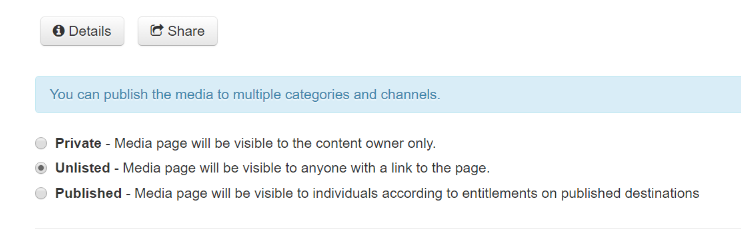 Details Share
You can publish the media to multiple categories and channels.
Private - Media page will be visible to the content owner only.
Unlisted - Media page will be visible to anyone with a link to the page.
Published - Media page will be visible to individuals according to entitlements on published destinations